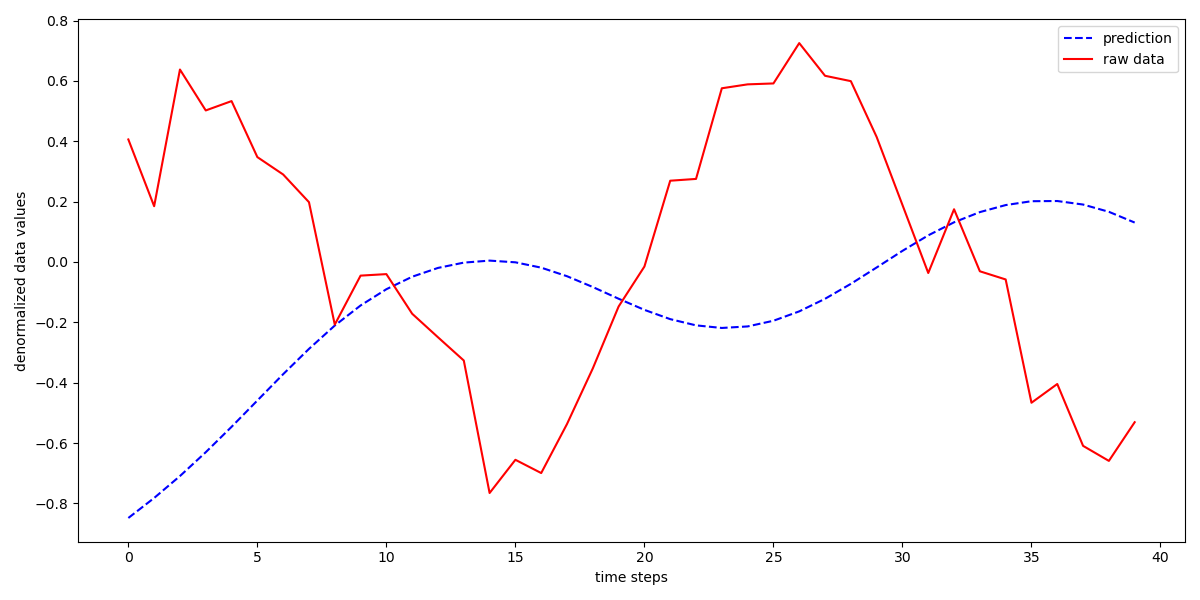 prediction
raw data
denormalized data values
0.8
0.6
0.4
0.2
0.0
−0.2
−0.4
−0.6
−0.8
0 5 10 15 20 25 30 35 40
time steps